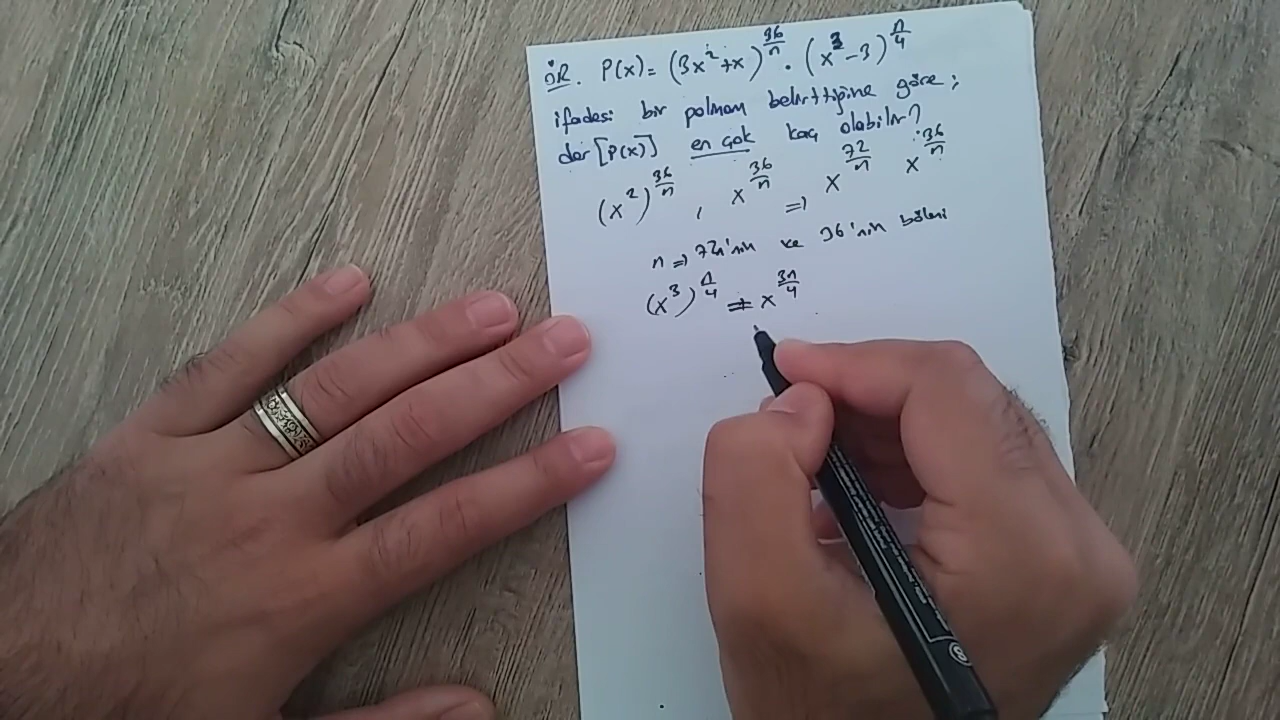 ÖR. P(x) = (3x²+x)^(36/n) . (x³-3)^(n/4)
ifadesi bir polinom belirttiğine göre;
der[P(x)] en çok kaç olabilir?
(x²)^(36/n) , x^(36/n) => x^(72/n) x^(36/n)
n => 72'nin ve 36'nın böleni
(x³)^(n/4) => x^(3n/4)